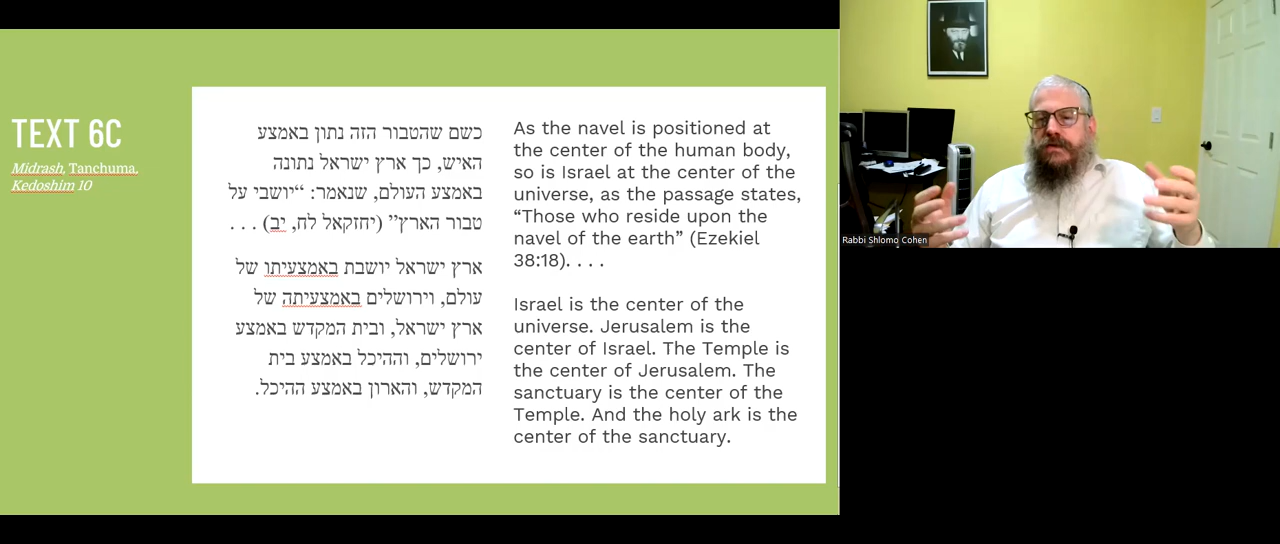 TEXT 6C
Midrash, Tanchuma,
Kedoshim 10
כשם שהטבור הזה נתון באמצע
האיש, כך ארץ ישראל נתונה
באמצע העולם, שנאמר: “יושבי על
טבור הארץ” (יחזקאל לח, יב) . . .
ארץ ישראל יושבת באמצעיתו של
עולם, וירושלים באמצעיתה של
ארץ ישראל, ובית המקדש באמצע
ירושלים, וההיכל באמצע בית
המקדש, והארון באמצע ההיכל.
As the navel is positioned at
the center of the human body,
so is Israel at the center of the
universe, as the passage states,
“Those who reside upon the
navel of the earth” (Ezekiel
38:18). . . .
Israel is the center of the
universe. Jerusalem is the
center of Israel. The Temple is
the center of Jerusalem. The
sanctuary is the center of the
Temple. And the holy ark is the
center of the sanctuary.
Rabbi Shlomo Cohen